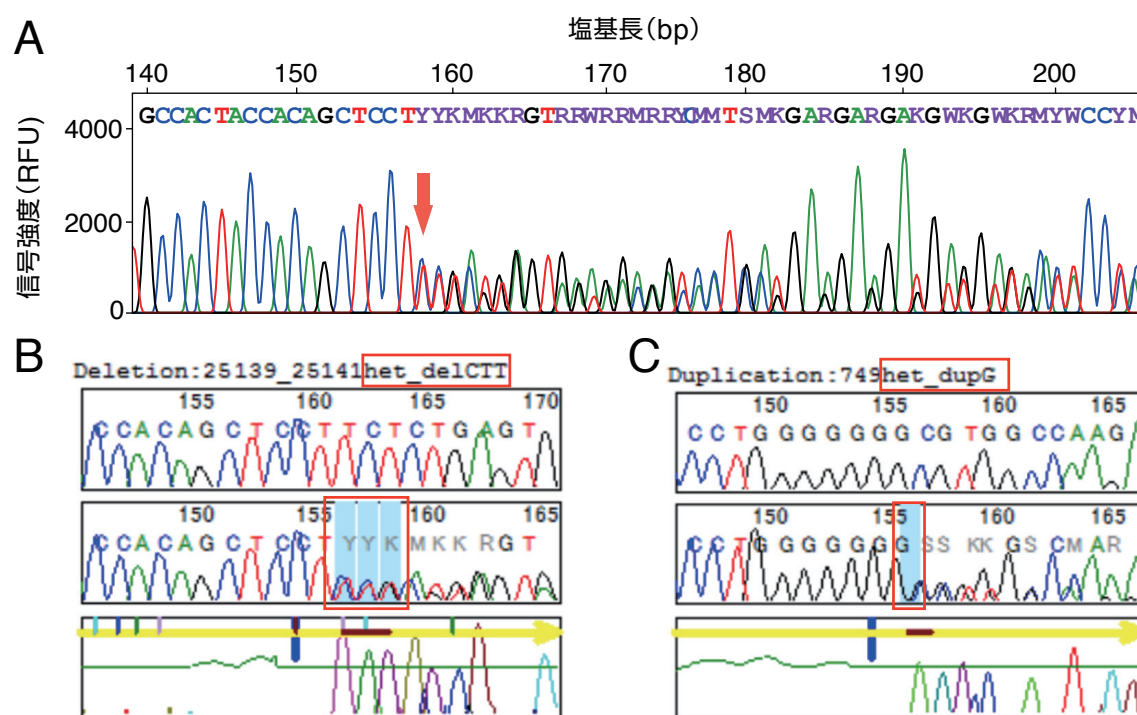 A
塩基長(bp)
140 150 160 170 180 190 200
GCCACTACCACAGCTCCTYYKMKKRGTRRWRRMRRYCMMTSMKGARGARGAKGWKGWKRMYWCCY
信号強度(RFU)
4000
2000
0
B
Deletion:25139_25141het_delCTT
155 160 165 170
CCACAGCTCCTTCTCTGAGT
150 155 160 165
CCACAGCTCCTYYKMKKRGT
C
Duplication:749het_dupG
150 155 160 165
CCTGGGGGGGCGTGGCCAAG
150 155 160 165
CCTGGGGGGGSSKKGSCMAR